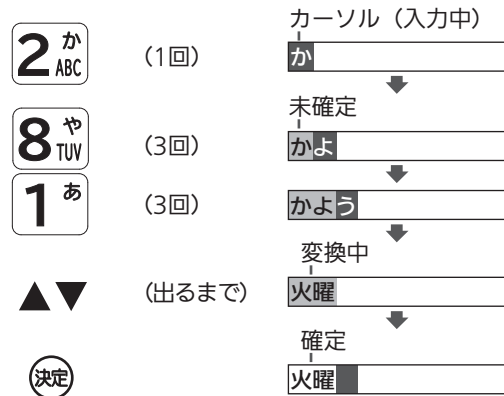 カーソル（入力中）
2 か ABC （1回） か
未確定
8 や TUV （3回） かよ
1 あ （3回） かよう
変換中
▲▼ （出るまで） 火曜
確定
決定 火曜